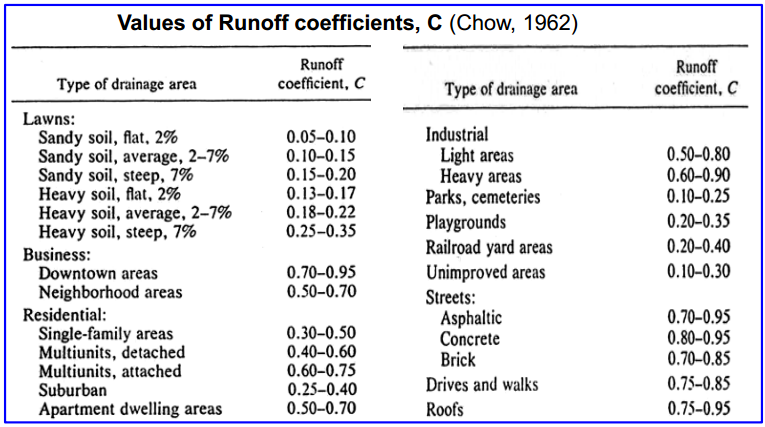 Values of Runoff coefficients, C (Chow, 1962)
Type of drainage area Runoff coefficient, C
Lawns:
Sandy soil, flat, 2% 0.05–0.10
Sandy soil, average, 2–7% 0.10–0.15
Sandy soil, steep, 7% 0.15–0.20
Heavy soil, flat, 2% 0.13–0.17
Heavy soil, average, 2–7% 0.18–0.22
Heavy soil, steep, 7% 0.25–0.35
Business:
Downtown areas 0.70–0.95
Neighborhood areas 0.50–0.70
Residential:
Single-family areas 0.30–0.50
Multiunits, detached 0.40–0.60
Multiunits, attached 0.60–0.75
Suburban 0.25–0.40
Apartment dwelling areas 0.50–0.70
Type of drainage area Runoff coefficient, C
Industrial
Light areas 0.50–0.80
Heavy areas 0.60–0.90
Parks, cemeteries 0.10–0.25
Playgrounds 0.20–0.35
Railroad yard areas 0.20–0.40
Unimproved areas 0.10–0.30
Streets:
Asphaltic 0.70–0.95
Concrete 0.80–0.95
Brick 0.70–0.85
Drives and walks 0.75–0.85
Roofs 0.75–0.95